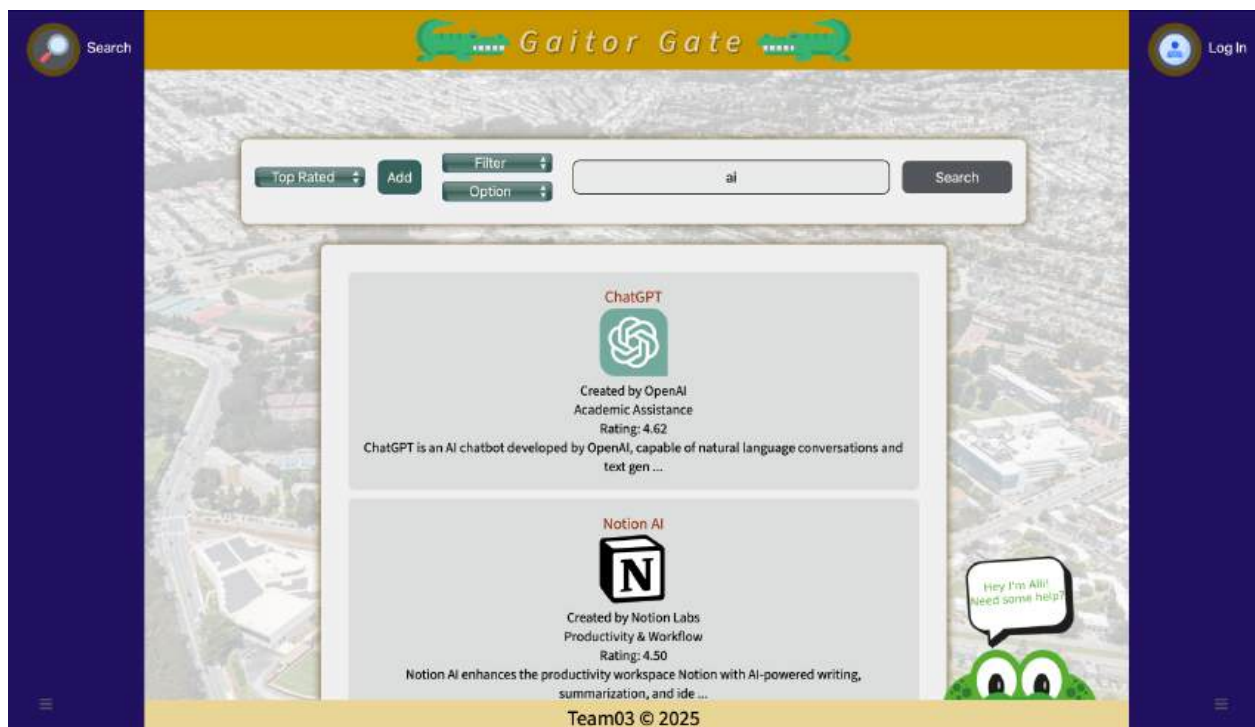 Search
Gaitor Gate
Log In
Top Rated
Add
Filter
Option
ai
Search
ChatGPT
Created by OpenAI
Academic Assistance
Rating: 4.62
ChatGPT is an AI chatbot developed by OpenAI, capable of natural language conversations and
text gen ...
Notion AI
N
Created by Notion Labs
Productivity & Workflow
Rating: 4.50
Notion AI enhances the productivity workspace Notion with AI-powered writing,
summarization, and ide ...
Hey I'm Alli!
Need some help?
Team03 © 2025